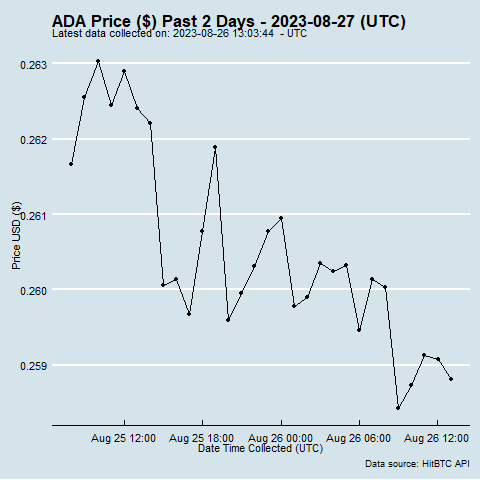 ADA Price ($) Past 2 Days - 2023-08-27 (UTC)
Latest data collected on: 2023-08-26 13:03:44  - UTC
0.263
0.262
0.261
0.260
0.259
Price USD ($)
Aug 25 12:00 Aug 25 18:00 Aug 26 00:00 Aug 26 06:00 Aug 26 12:00
Date Time Collected (UTC)
Data source: HitBTC API